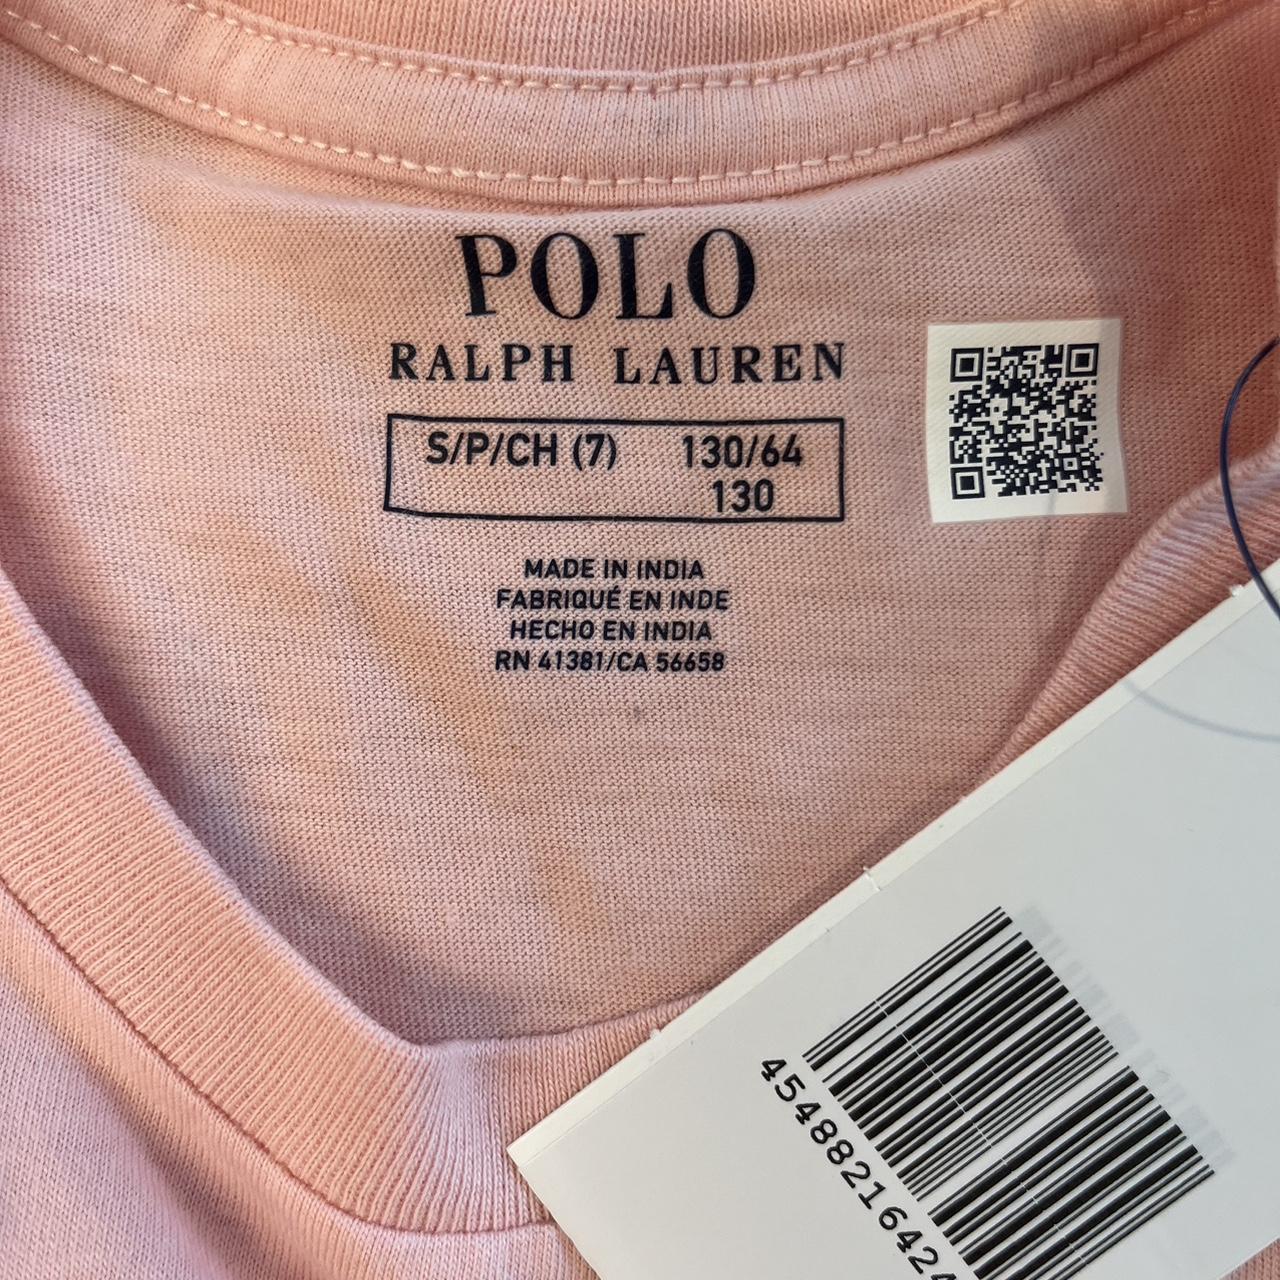 POLO
RALPH LAUREN
S/P/CH (7) 130/64
130
MADE IN INDIA
FABRIQUÉ EN INDE
HECHO EN INDIA
RN 41381/CA 56658
4548821642